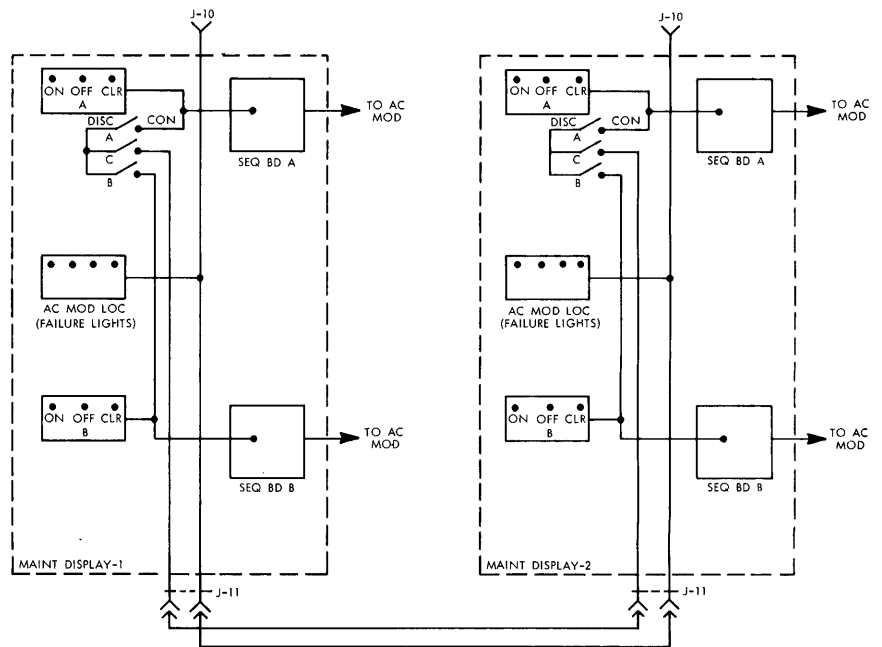 J-10
ON OFF CLR
A
DISC CON
A
C
B
SEQ BD A
TO AC
MOD
AC MOD LOC
(FAILURE LIGHTS)
ON OFF CLR
B
SEQ BD B
TO AC
MOD
MAINT DISPLAY-1
J-11
J-10
ON OFF CLR
A
DISC CON
A
C
B
SEQ BD A
TO AC
MOD
AC MOD LOC
(FAILURE LIGHTS)
ON OFF CLR
B
SEQ BD B
TO AC
MOD
MAINT DISPLAY-2
J-11